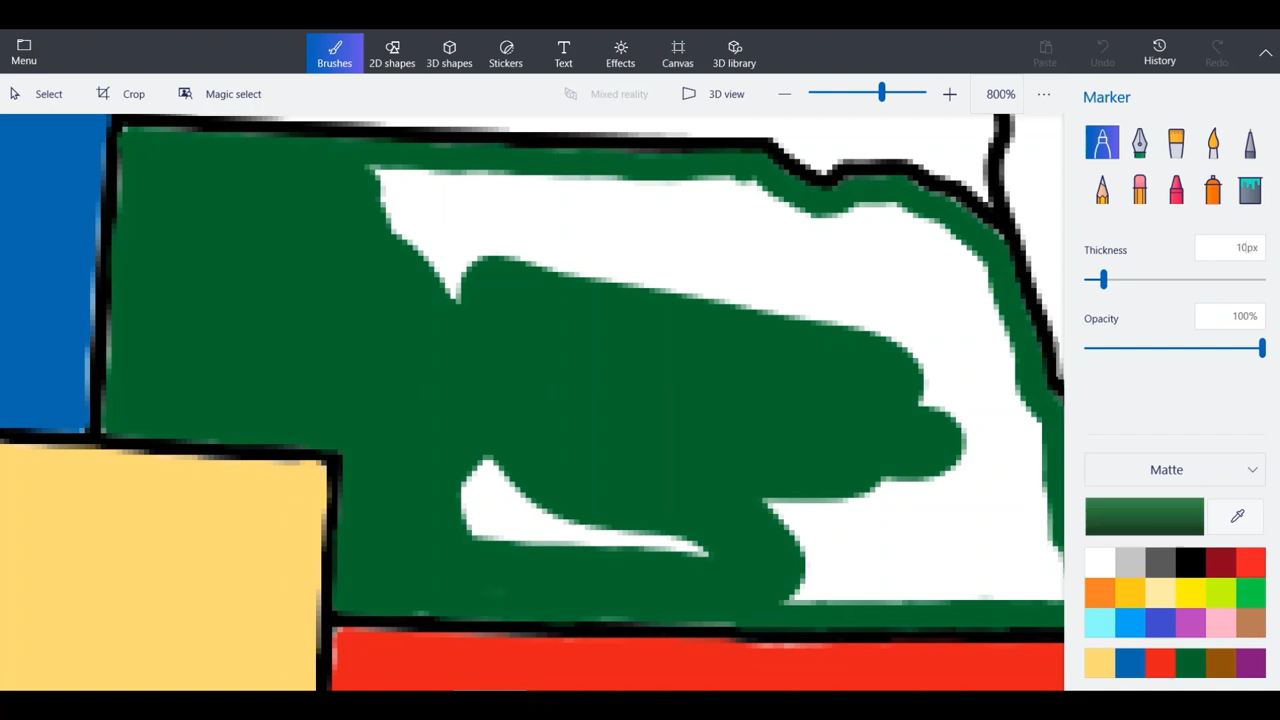 Menu
Brushes
2D shapes
3D shapes
Stickers
Text
Effects
Canvas
3D library
Paste
Undo
History
Redo
Select
Crop
Magic select
Mixed reality
3D view
800%
Marker
Thickness
10px
Opacity
100%
Matte